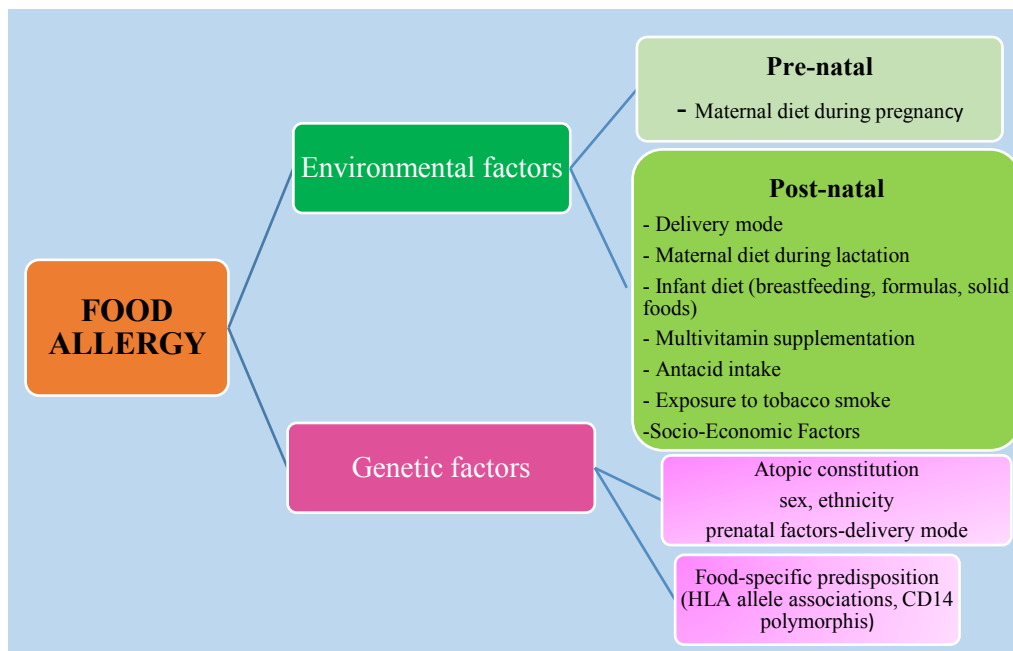 FOOD
ALLERGY
Environmental factors
Pre-natal
- Maternal diet during pregnancy
Post-natal
- Delivery mode
- Maternal diet during lactation
- Infant diet (breastfeeding, formulas, solid
foods)
- Multivitamin supplementation
- Antacid intake
- Exposure to tobacco smoke
-Socio-Economic Factors
Genetic factors
Atopic constitution
sex, ethnicity
prenatal factors-delivery mode
Food-specific predisposition
(HLA allele associations, CD14
polymorphis)